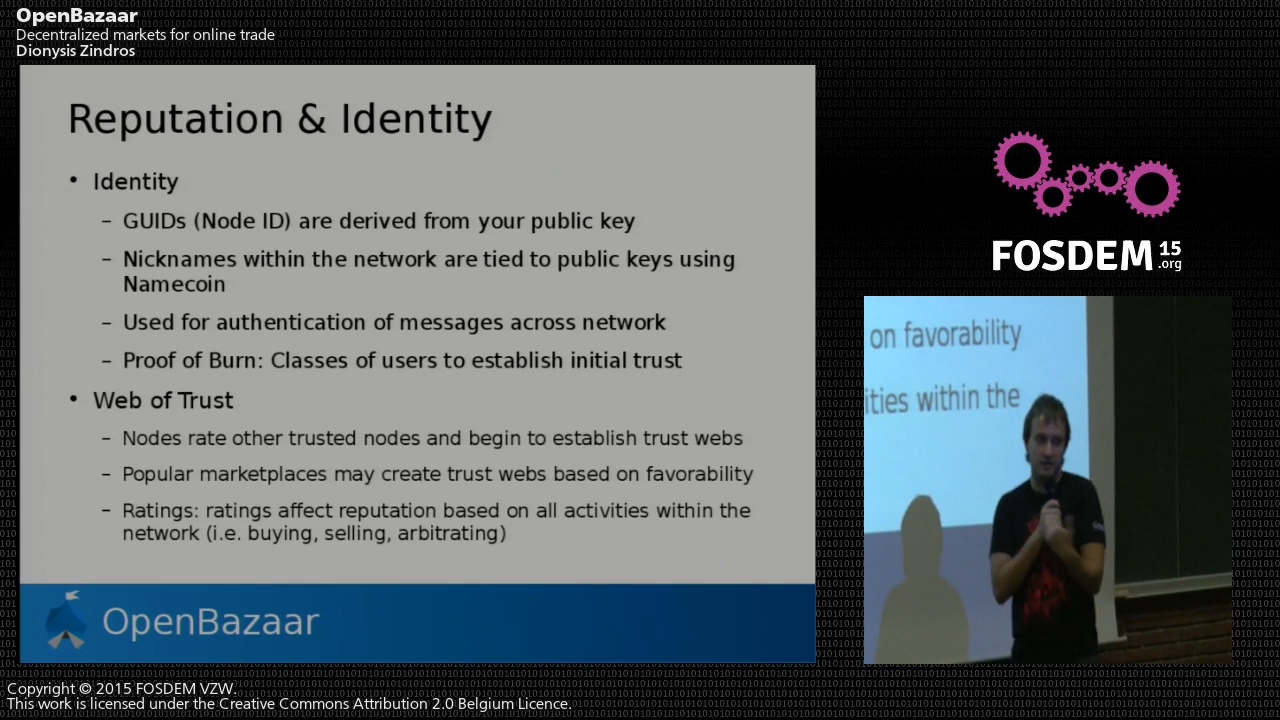 OpenBazaar
Decentralized markets for online trade
Dionysis Zindros
Reputation & Identity
• Identity
– GUIDs (Node ID) are derived from your public key
– Nicknames within the network are tied to public keys using
Namecoin
– Used for authentication of messages across network
– Proof of Burn: Classes of users to establish initial trust
• Web of Trust
– Nodes rate other trusted nodes and begin to establish trust webs
– Popular marketplaces may create trust webs based on favorability
– Ratings: ratings affect reputation based on all activities within the
network (i.e. buying, selling, arbitrating)
OpenBazaar
FOSDEM 15
.org
on favorability
ities within the
Copyright © 2015 FOSDEM VZW.
This work is licensed under the Creative Commons Attribution 2.0 Belgium Licence.